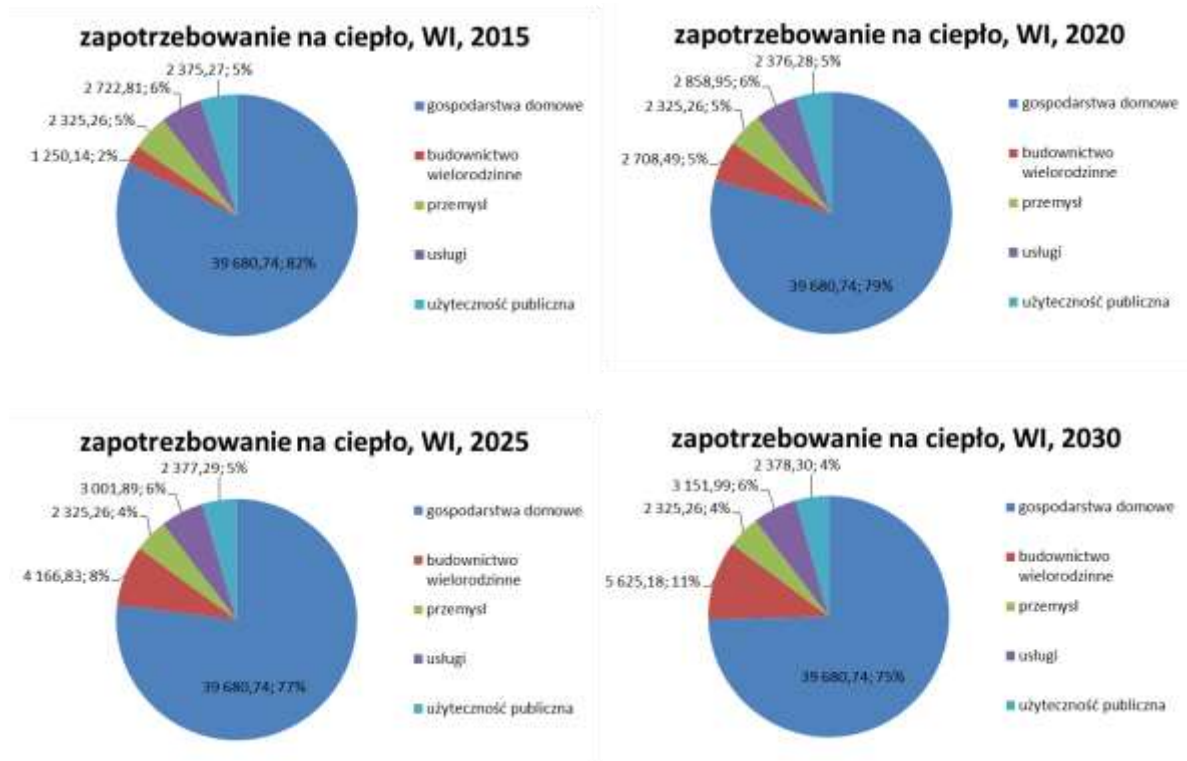 zapotrzebowanie na ciepło, WI, 2015
2 375,27; 5%
2 722,81; 6%
2 325,26; 5%
1 250,14; 2%
39 680,74; 82%
gospodarstwa domowe
budownictwo
wielorodzinne
przemysł
usługi
użyteczność publiczna
zapotrzebowanie na ciepło, WI, 2020
2 376,28; 5%
2 858,95; 6%
2 325,26; 5%
2 708,49; 5%
39 680,74; 79%
gospodarstwa domowe
budownictwo
wielorodzinne
przemysł
usługi
użyteczność publiczna
zapotrezbowanie na ciepło, WI, 2025
2 377,29; 5%
3 001,89; 6%
2 325,26; 4%
4 166,83; 8%
39 680,74; 77%
gospodarstwa domowe
budownictwo
wielorodzinne
przemysł
usługi
użyteczność publiczna
zapotrzebowanie na ciepło, WI, 2030
2 378,30; 4%
3 151,99; 6%
2 325,26; 4%
5 625,18; 11%
39 680,74; 75%
gospodarstwa domowe
budownictwo
wielorodzinne
przemysł
usługi
użyteczność publiczna